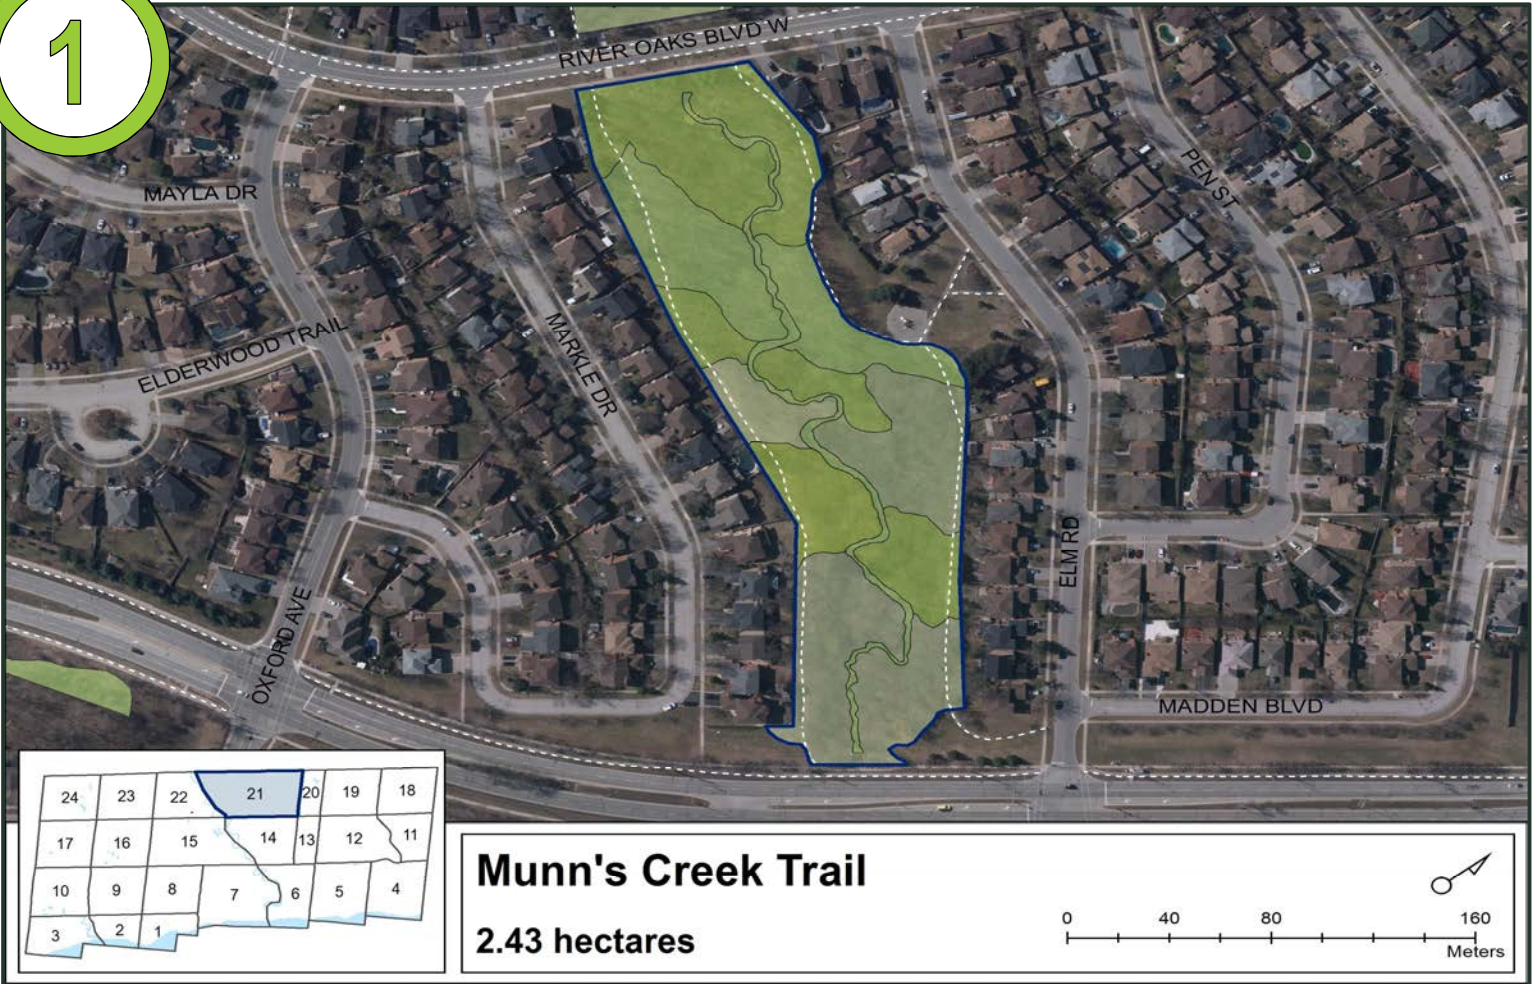 1
RIVER OAKS BLVD W
MAYLA DR
PEN ST
ELDERWOOD TRAIL
MARKLE DR
ELM RD
OXFORD AVE
MADDEN BLVD
24 23 22 21 20 19 18
17 16 15 14 13 12 11
10 9 8 7 6 5 4
3 2 1
Munn's Creek Trail
2.43 hectares
0 40 80 160
Meters